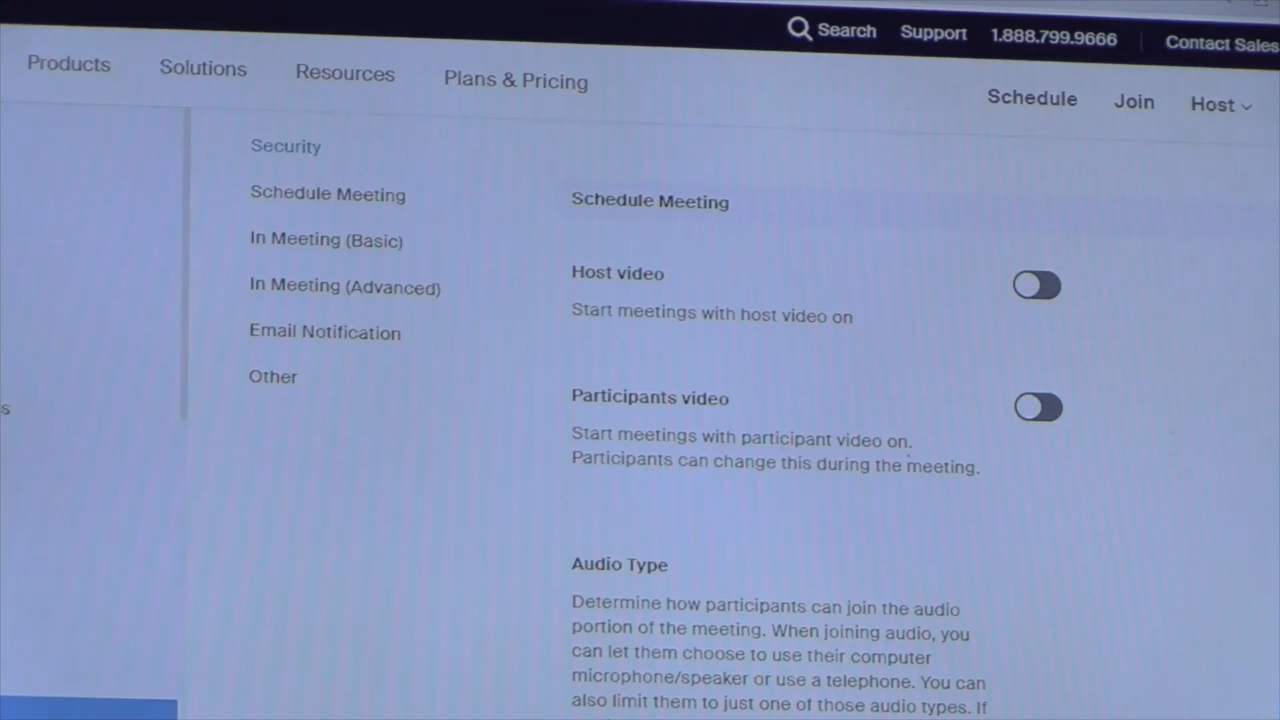 Search Support 1.888.799.9666 Contact Sales
Products Solutions Resources Plans & Pricing
Schedule Join Host
Security
Schedule Meeting
In Meeting (Basic)
In Meeting (Advanced)
Email Notification
Other
s
Schedule Meeting
Host video
Start meetings with host video on
Participants video
Start meetings with participant video on.
Participants can change this during the meeting.
Audio Type
Determine how participants can join the audio
portion of the meeting. When joining audio, you
can let them choose to use their computer
microphone/speaker or use a telephone. You can
also limit them to just one of those audio types. If